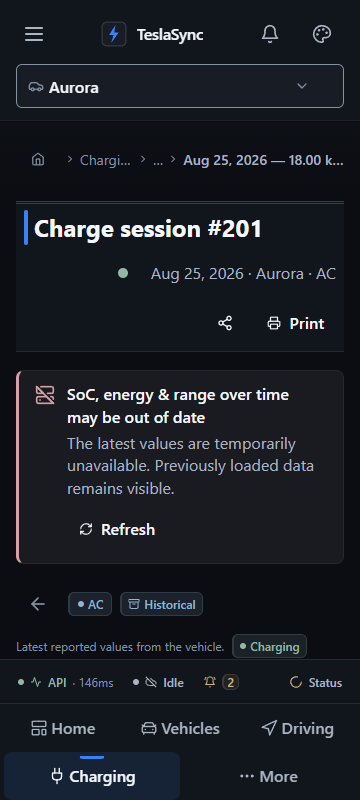 TeslaSync
Aurora
Chargi... ... Aug 25, 2026 — 18.00 k...
Charge session #201
Aug 25, 2026 · Aurora · AC
Print
SoC, energy & range over time
may be out of date
The latest values are temporarily
unavailable. Previously loaded data
remains visible.
Refresh
AC Historical
Latest reported values from the vehicle. Charging
API · 146ms Idle 2 Status
Home Vehicles Driving
Charging More